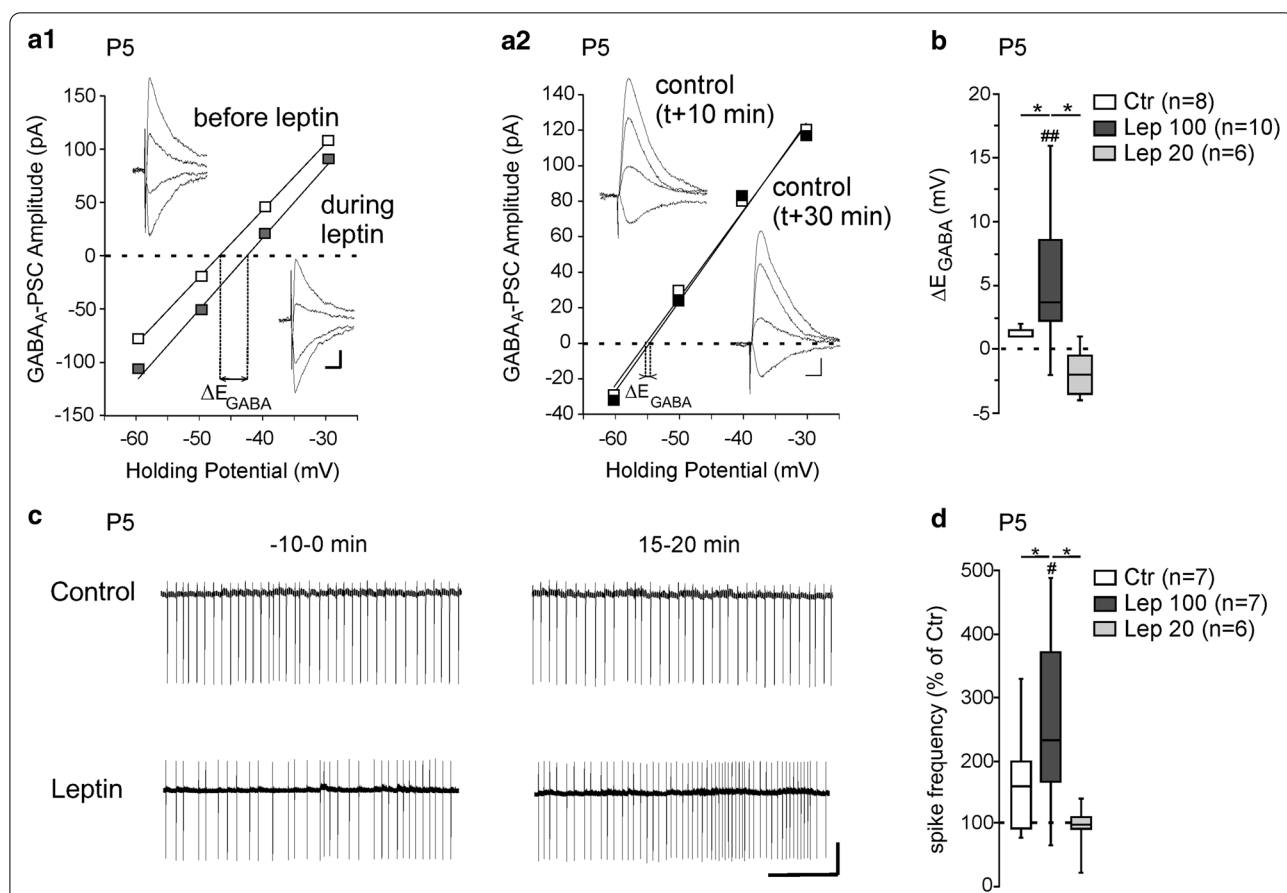 a1
P5
GABA_A-PSC Amplitude (pA)
150
100
50
0
-50
-100
-150
before leptin
during
leptin
ΔE_GABA
-60
-50
-40
-30
Holding Potential (mV)
a2
P5
GABA_A-PSC Amplitude (pA)
140
120
100
80
60
40
20
0
-20
-40
control
(t+10 min)
control
(t+30 min)
ΔE_GABA
-60
-50
-40
-30
Holding Potential (mV)
b
P5
ΔE_GABA (mV)
20
15
10
5
0
-5
*
*
##
Ctr (n=8)
Lep 100 (n=10)
Lep 20 (n=6)
c
P5
-10-0 min
15-20 min
Control
Leptin
d
P5
spike frequency (% of Ctr)
500
400
300
200
100
0
*
*
#
Ctr (n=7)
Lep 100 (n=7)
Lep 20 (n=6)